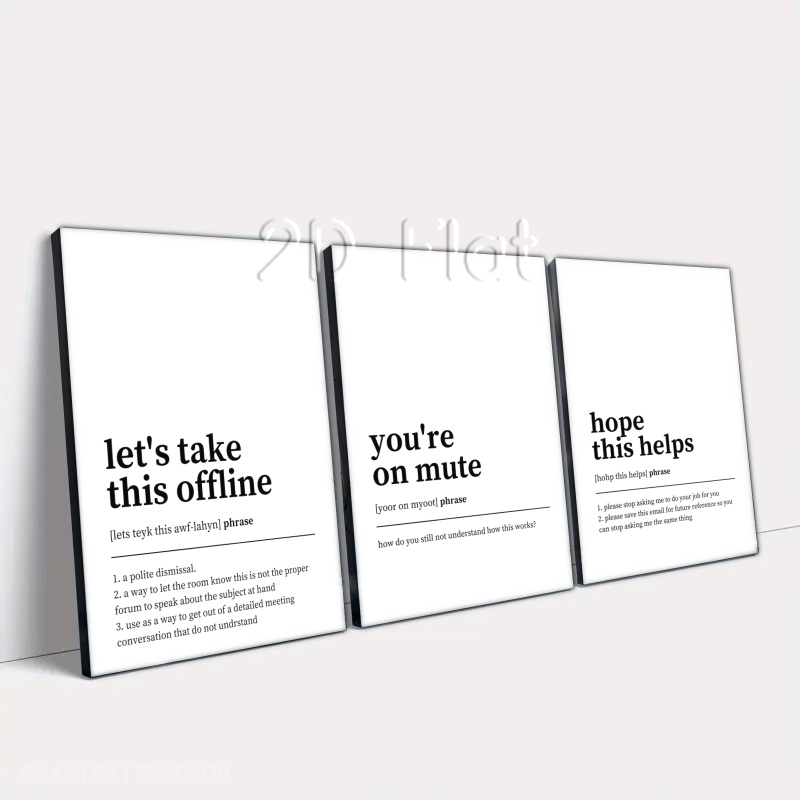 2D Flat
let's take
this offline
[lets teyk this awf-lahyn] phrase
1. a polite dismissal.
2. a way to let the room know this is not the proper
forum to speak about the subject at hand
3. use as a way to get out of a detailed meeting
conversation that do not undrstand
you're
on mute
[yoor on myoot] phrase
how do you still not understand how this works?
hope
this helps
[hohp this helps] phrase
1. please stop asking me to do your job for you
2. please save this email for future reference so you
can stop asking me the same thing
634418217520408